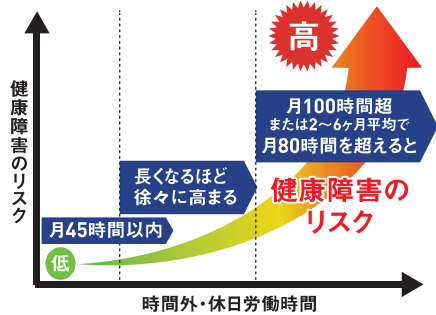 健康障害のリスク
高
月100時間超
または2〜6ヶ月平均で
月80時間を超えると
長くなるほど
徐々に高まる
健康障害の
リスク
月45時間以内
低
時間外・休日労働時間